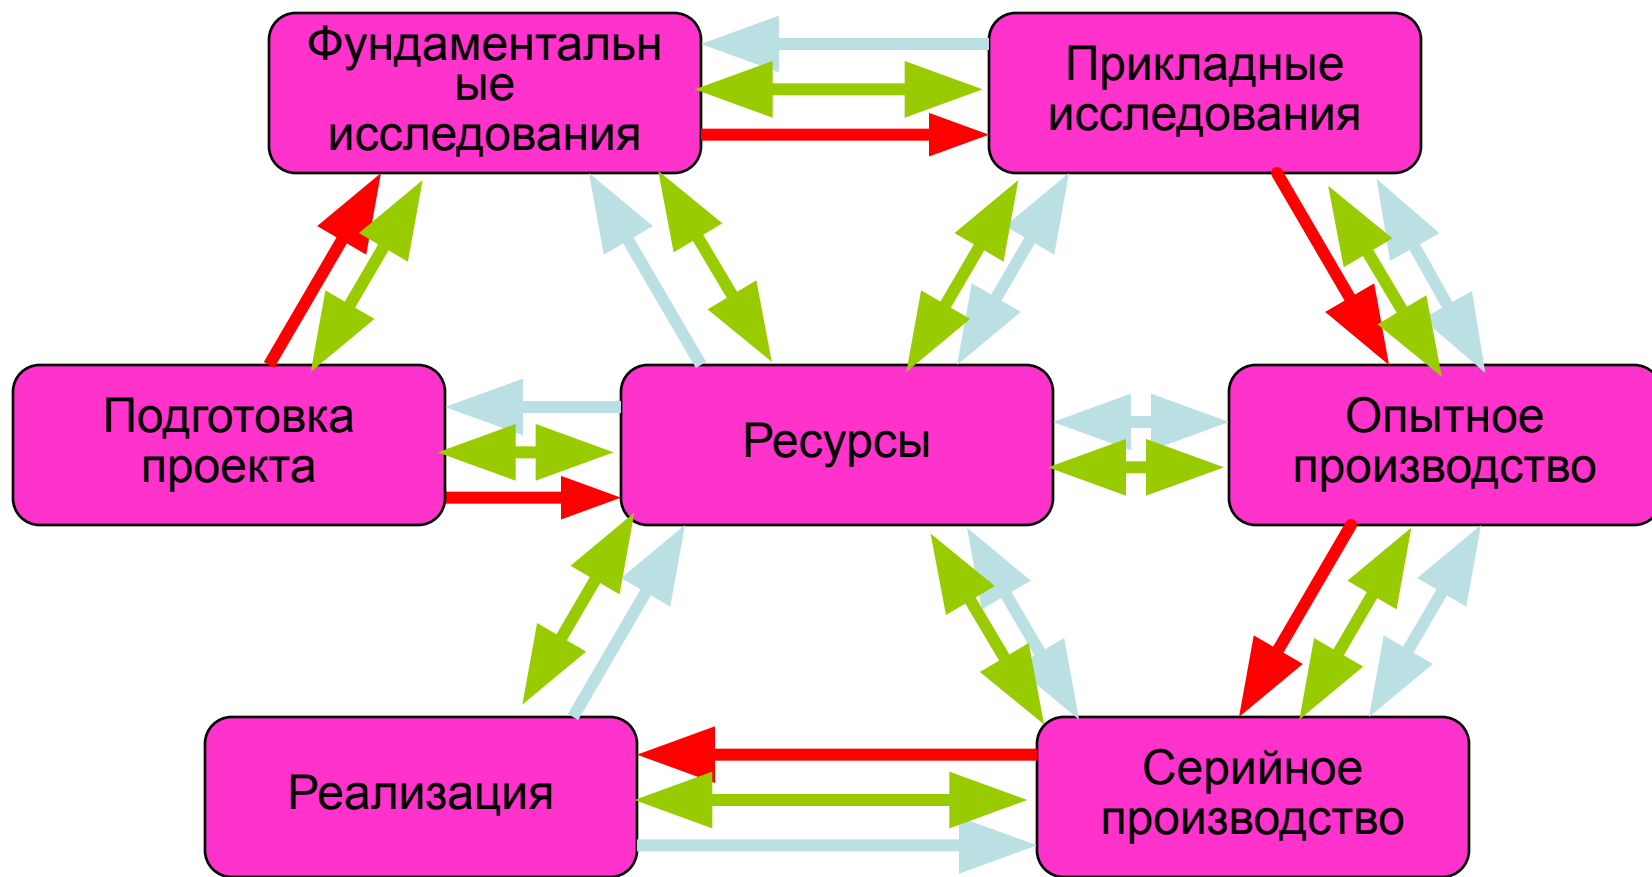 Фундаментальн
ые
исследования
Прикладные
исследования
Подготовка
проекта
Ресурсы
Опытное
производство
Реализация
Серийное
производство